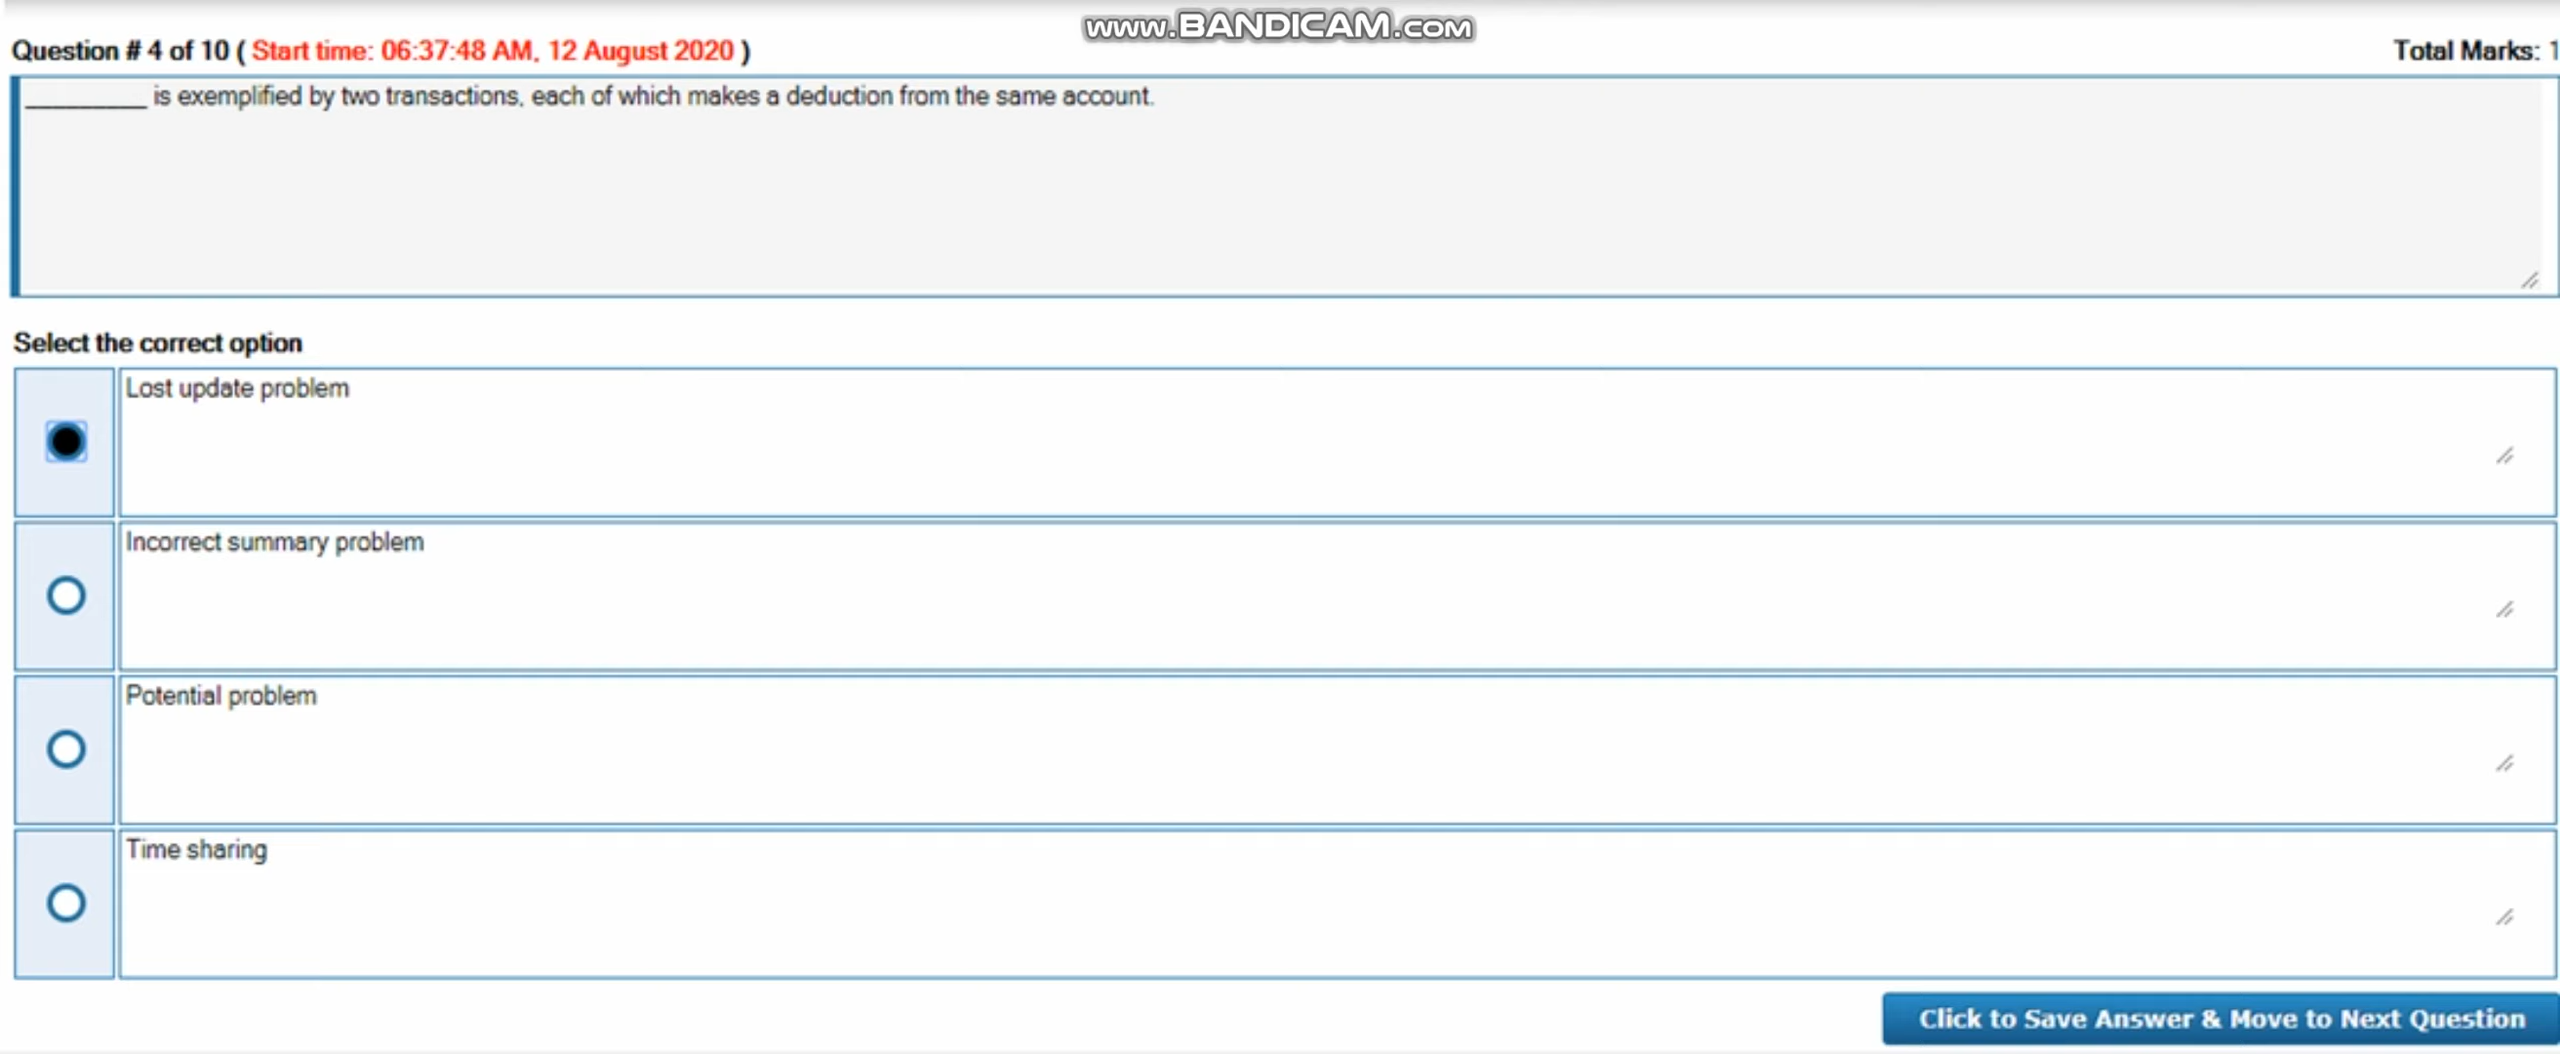 www.BANDICAM.com
Question # 4 of 10 ( Start time: 06:37:48 AM, 12 August 2020 ) Total Marks: 1
__________ is exemplified by two transactions, each of which makes a deduction from the same account.
Select the correct option
Lost update problem
Incorrect summary problem
Potential problem
Time sharing
Click to Save Answer & Move to Next Question